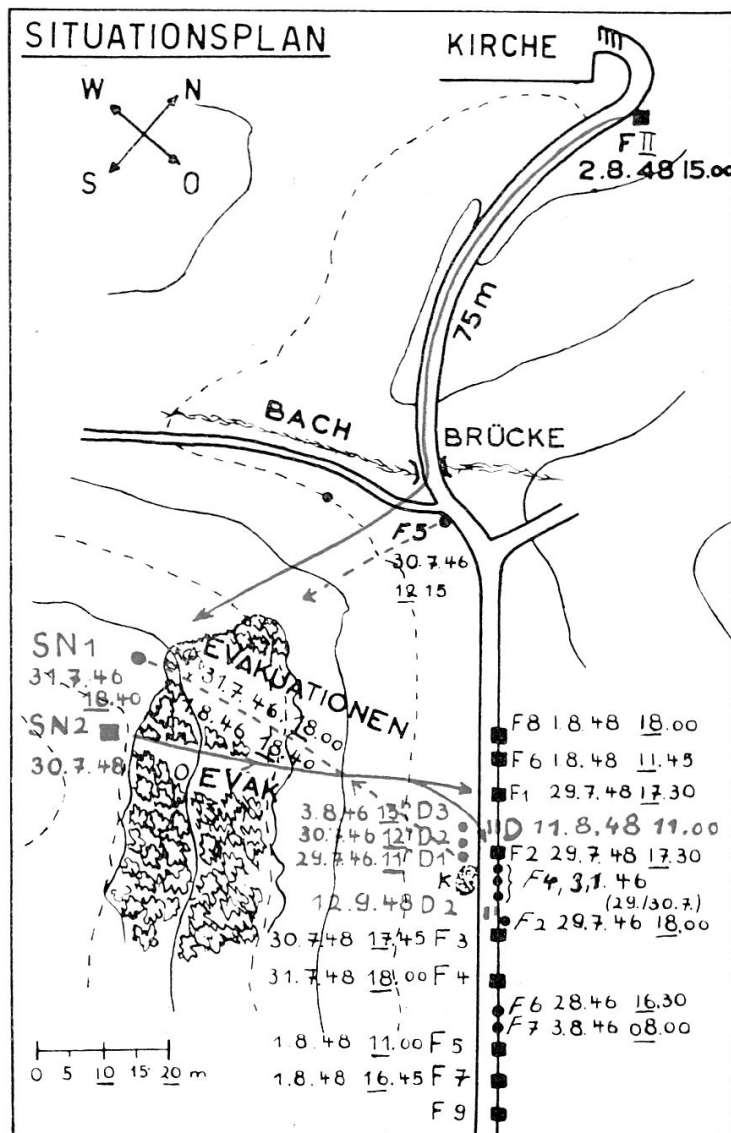 SITUATIONSPLAN
KIRCHE
W N
S O
F II
2.8.48 15.00
75m
BACH
BRÜCKE
F5
30.7.46
12 15
SN1
31.7.46
18.40
SN2
30.7.48
EVAKUATIONEN
31.7.46 18.00
1.8.46 18.40
EVAK
F8 1.8.48 18.00
F6 1.8.48 11.45
F1 29.7.48 17.30
3.8.46 15 D3
D 11.8.48 11.00
30.7.46 12 D2
29.7.46 11 D1
F2 29.7.48 17.30
K
F4, 3, 1. 46
(29./30.7.)
12.9.48 D2
F2 29.7.46 18.00
30.7.48 17.45 F3
31.7.48 18.00 F4
F6 28.46 16.30
F7 3.8.46 08.00
1.8.48 11.00 F5
1.8.48 16.45 F7
F9
0 5 10 15 20 m